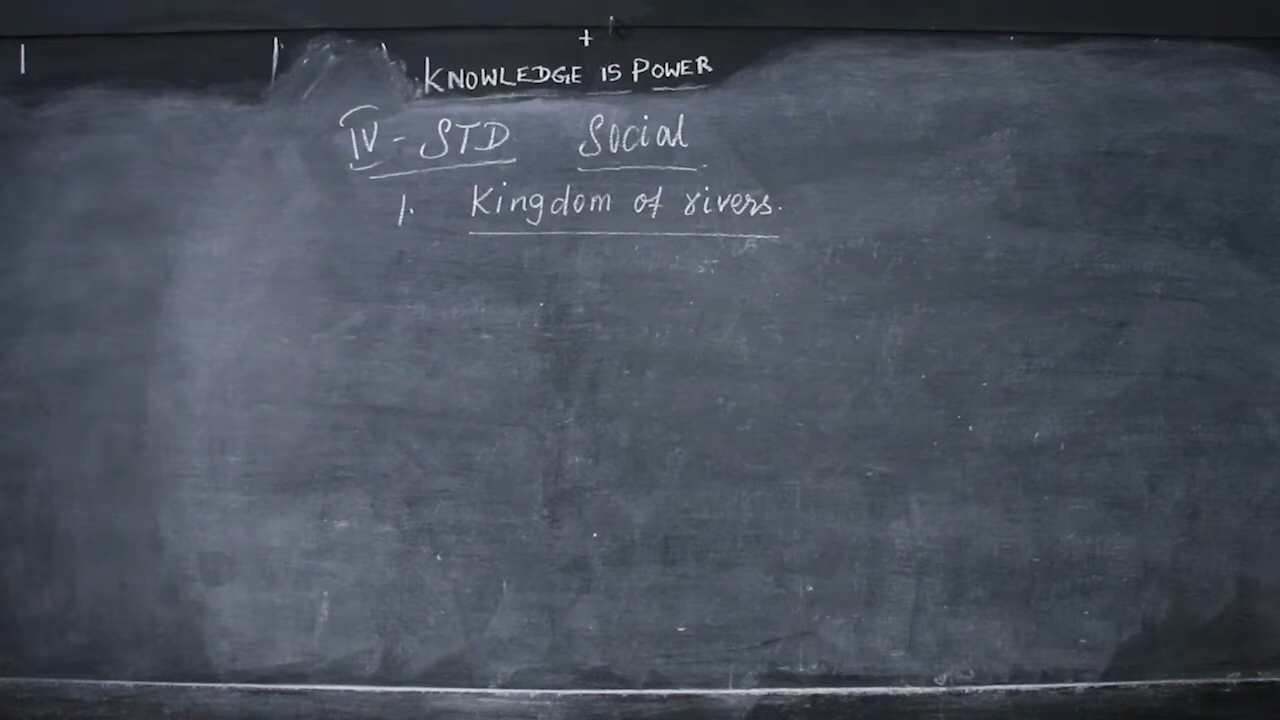 +
KNOWLEDGE IS POWER
IV - STD Social
1. Kingdom of rivers.